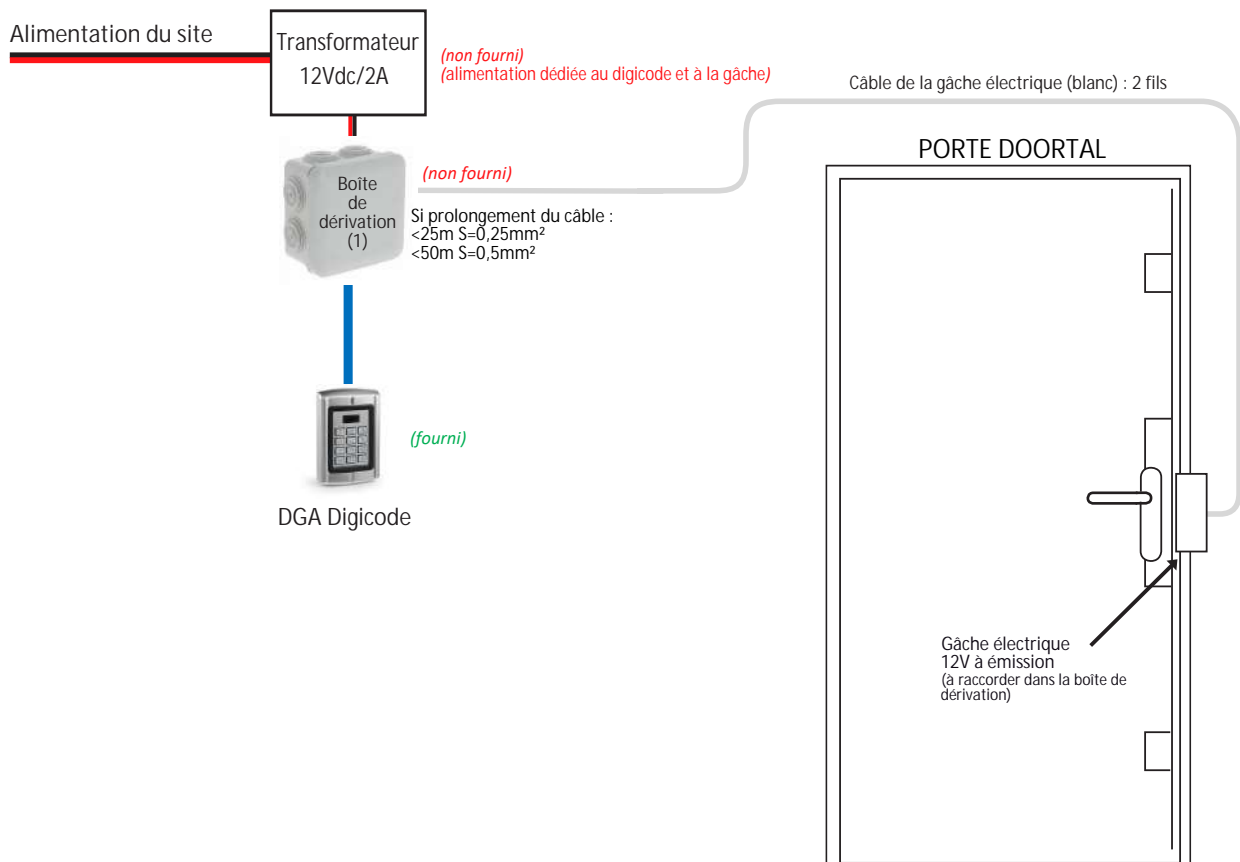 Alimentation du site
Transformateur
12Vdc/2A
(non fourni)
(alimentation dédiée au digicode et à la gâche)
Câble de la gâche électrique (blanc) : 2 fils
PORTE DOORTAL
(non fourni)
Boîte
de
dérivation
(1)
Si prolongement du câble :
<25m S=0,25mm²
<50m S=0,5mm²
(fourni)
DGA Digicode
Gâche électrique
12V à émission
(à raccorder dans la boîte de
dérivation)